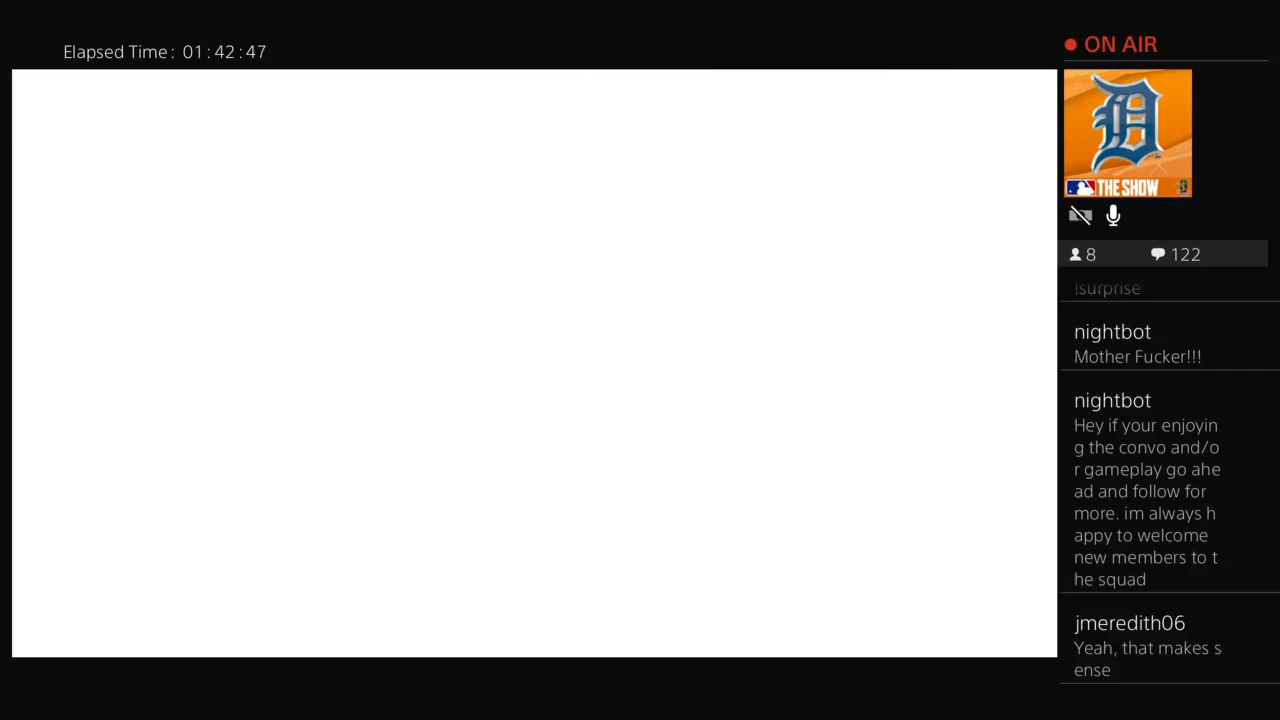 Elapsed Time: 01:42:47
ON AIR
D
THE SHOW
8 122
!surprise
nightbot
Mother Fucker!!!
nightbot
Hey if your enjoyin
g the convo and/o
r gameplay go ahe
ad and follow for
more. im always h
appy to welcome
new members to t
he squad
jmeredith06
Yeah, that makes s
ense